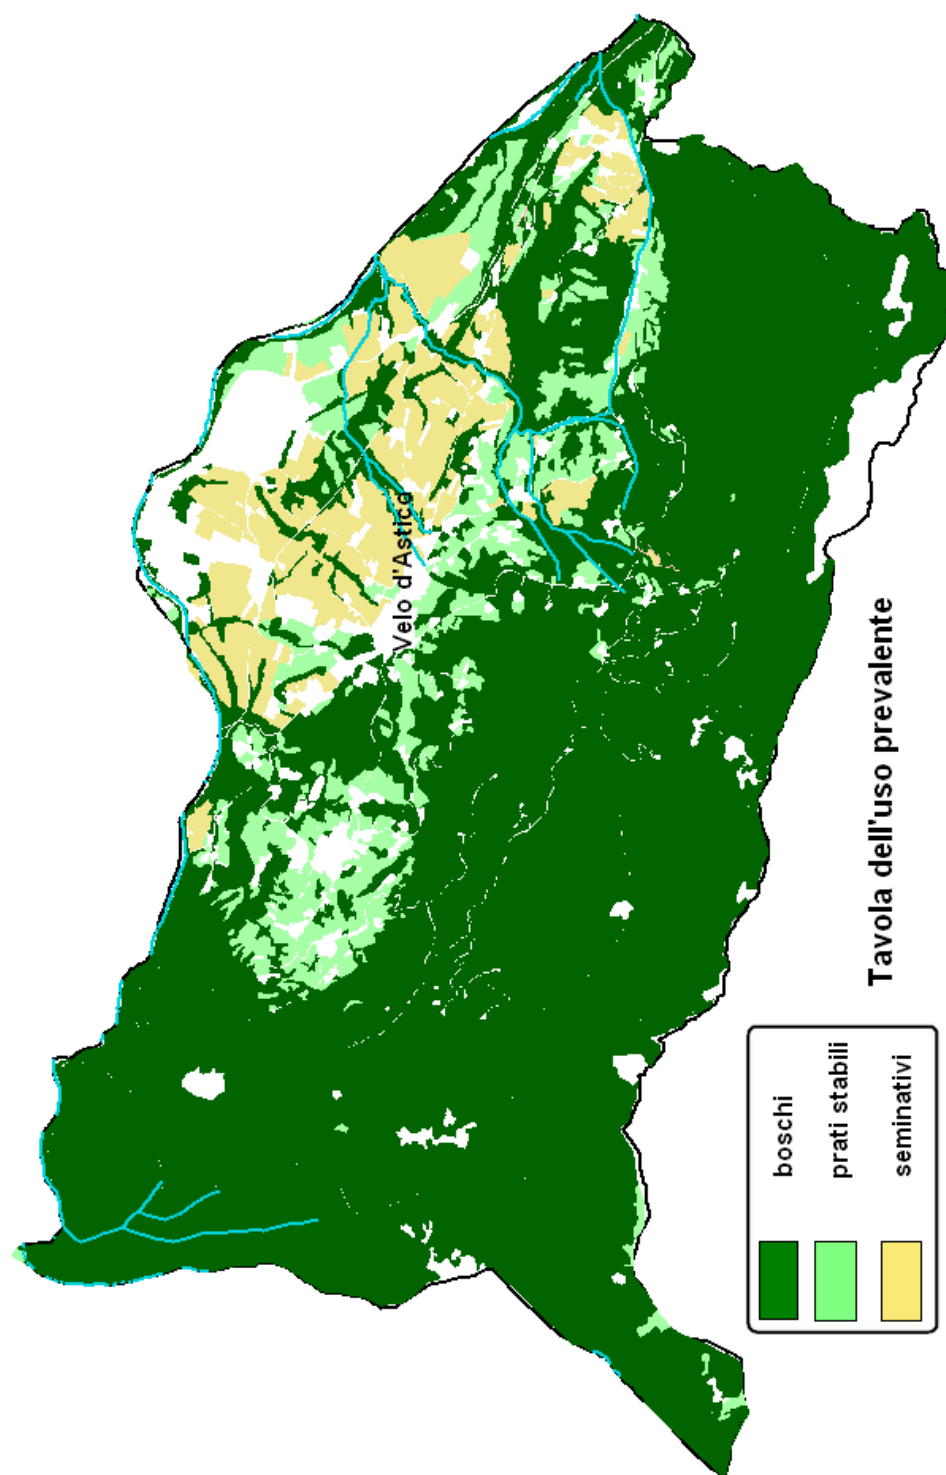 Velo d'Astico
Tavola dell'uso prevalente
boschi
prati stabili
seminativi